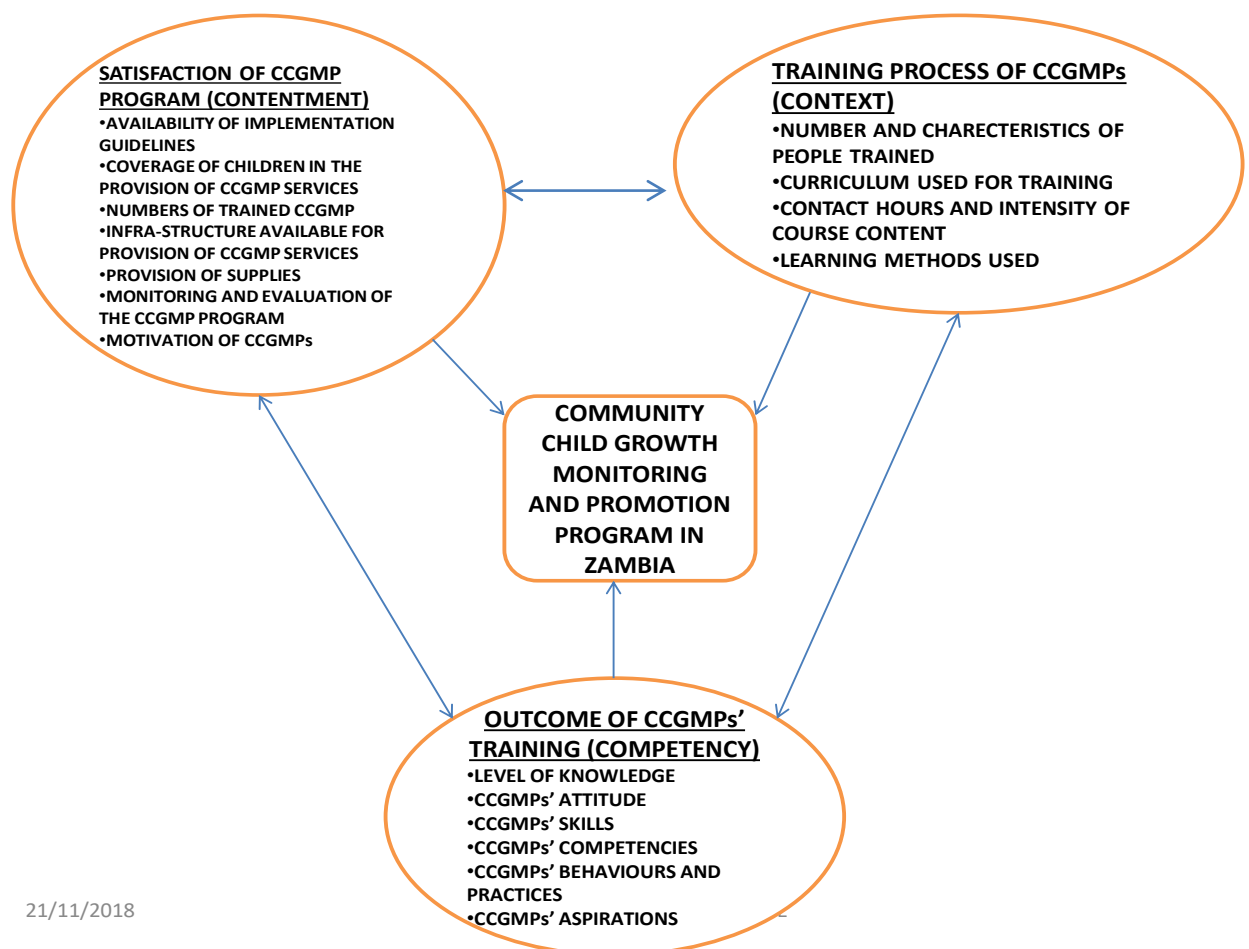 SATISFACTION OF CCGMP
PROGRAM (CONTENTMENT)
•AVAILABILITY OF IMPLEMENTATION
GUIDELINES
•COVERAGE OF CHILDREN IN THE
PROVISION OF CCGMP SERVICES
•NUMBERS OF TRAINED CCGMP
•INFRA-STRUCTURE AVAILABLE FOR
PROVISION OF CCGMP SERVICES
•PROVISION OF SUPPLIES
•MONITORING AND EVALUATION OF
THE CCGMP PROGRAM
•MOTIVATION OF CCGMPs
TRAINING PROCESS OF CCGMPs
(CONTEXT)
•NUMBER AND CHARECTERISTICS OF
PEOPLE TRAINED
•CURRICULUM USED FOR TRAINING
•CONTACT HOURS AND INTENSITY OF
COURSE CONTENT
•LEARNING METHODS USED
COMMUNITY
CHILD GROWTH
MONITORING
AND PROMOTION
PROGRAM IN
ZAMBIA
OUTCOME OF CCGMPs'
TRAINING (COMPETENCY)
•LEVEL OF KNOWLEDGE
•CCGMPs' ATTITUDE
•CCGMPs' SKILLS
•CCGMPs' COMPETENCIES
•CCGMPs' BEHAVIOURS AND
PRACTICES
•CCGMPs' ASPIRATIONS
21/11/2018